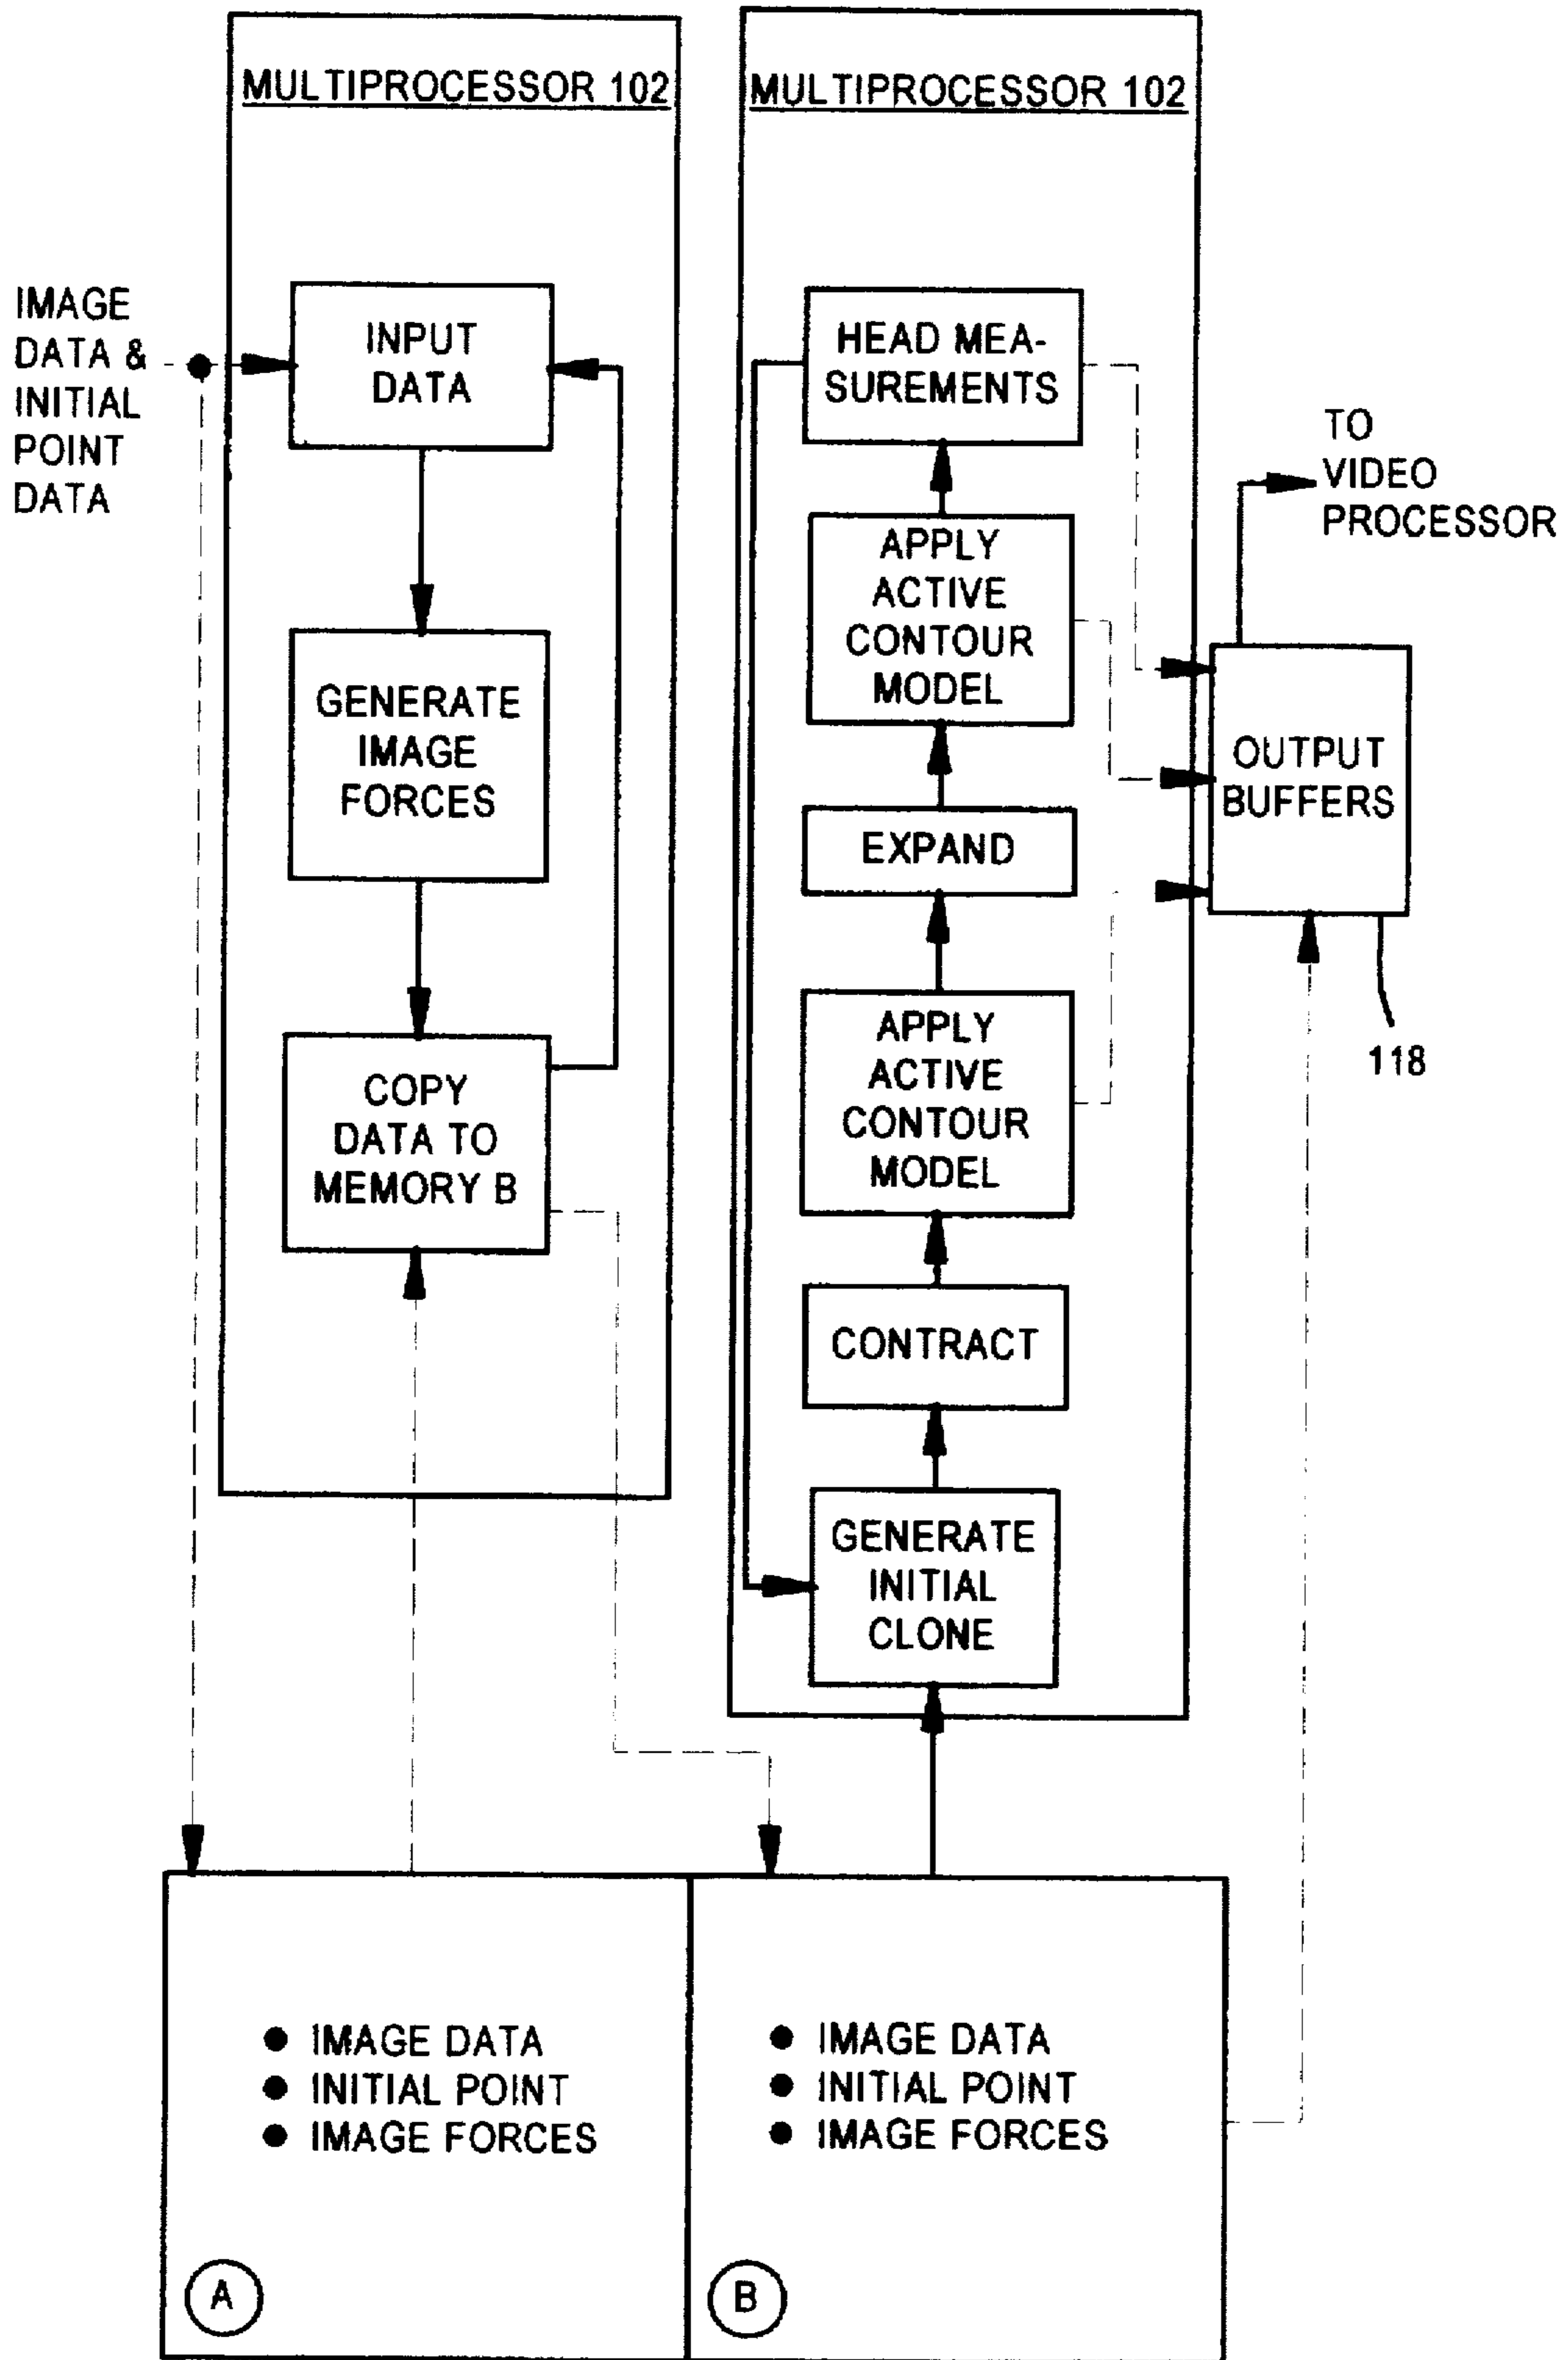 MULTIPROCESSOR 102
MULTIPROCESSOR 102
IMAGE
DATA &
INITIAL
POINT
DATA
INPUT
DATA
GENERATE
IMAGE
FORCES
COPY
DATA TO
MEMORY B
HEAD MEA-
SUREMENTS
APPLY
ACTIVE
CONTOUR
MODEL
EXPAND
APPLY
ACTIVE
CONTOUR
MODEL
CONTRACT
GENERATE
INITIAL
CLONE
TO
VIDEO
PROCESSOR
OUTPUT
BUFFERS
118
● IMAGE DATA
● INITIAL POINT
● IMAGE FORCES
A
● IMAGE DATA
● INITIAL POINT
● IMAGE FORCES
B